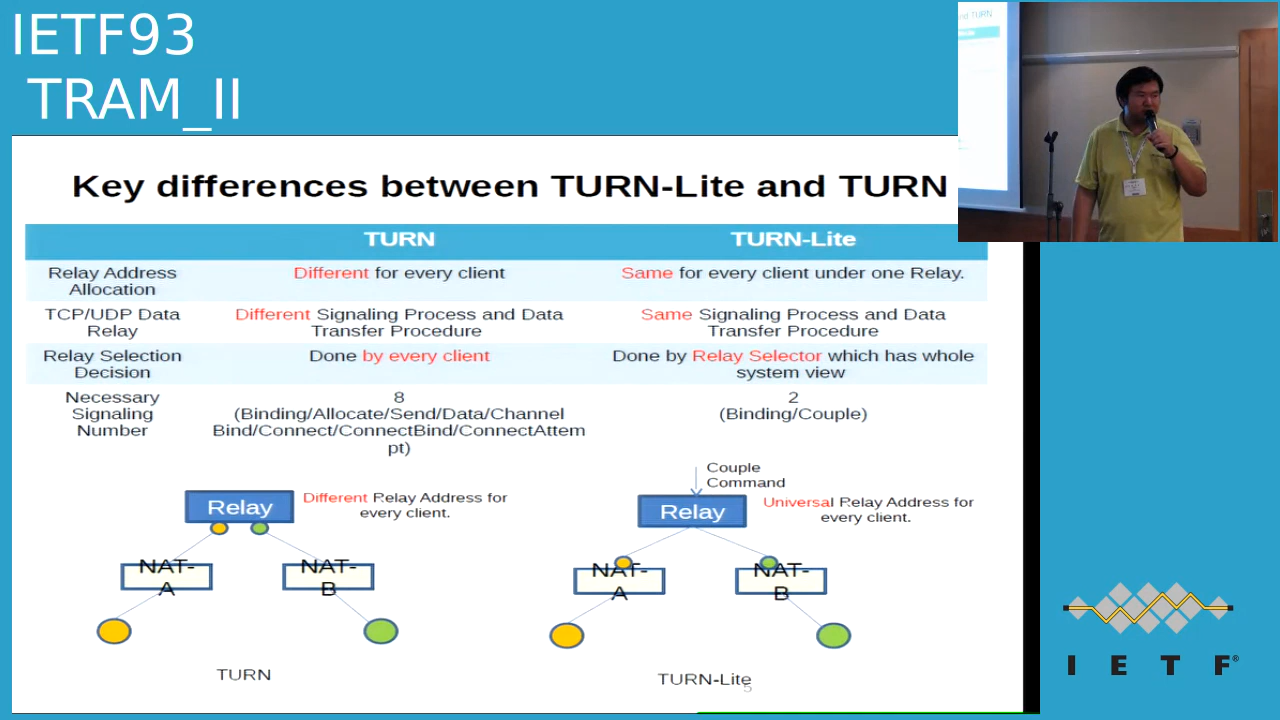 IETF93
TRAM_II
and TURN
Key differences between TURN-Lite and TURN
TURN
TURN-Lite
Relay Address
Allocation
Different for every client
Same for every client under one Relay.
TCP/UDP Data
Relay
Different Signaling Process and Data
Transfer Procedure
Same Signaling Process and Data
Transfer Procedure
Relay Selection
Decision
Done by every client
Done by Relay Selector which has whole
system view
Necessary
Signaling
Number
8
(Binding/Allocate/Send/Data/Channel
Bind/Connect/ConnectBind/ConnectAttem
pt)
2
(Binding/Couple)
Relay
Different Relay Address for
every client.
NAT-
A
NAT-
B
TURN
Couple
Command
Relay
Universal Relay Address for
every client.
NAT-
A
NAT-
B
TURN-Lite
5
I E T F®